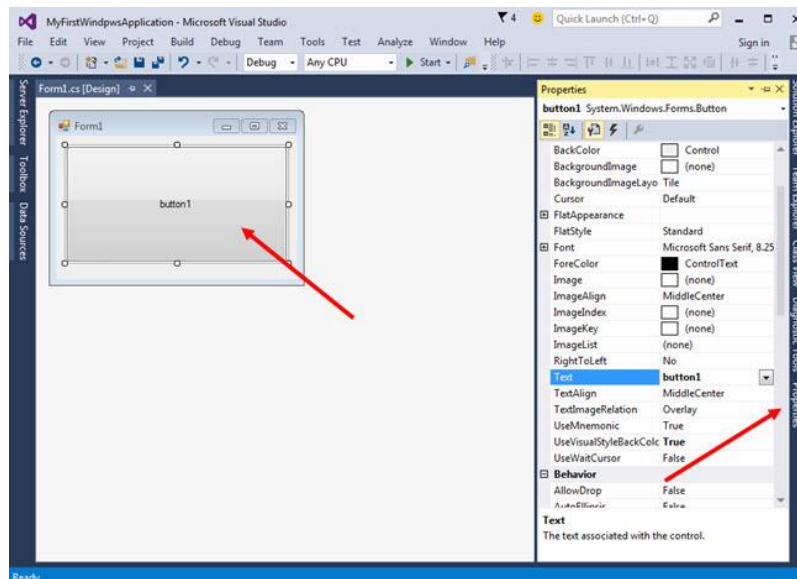 MyFirstWindpwsApplication - Microsoft Visual Studio
4
Quick Launch (Ctrl+Q)
File Edit View Project Build Debug Team Tools Test Analyze Window Help
Sign in
Debug Any CPU Start
Server Explorer
Toolbox
Data Sources
Form1.cs [Design]
Form1
button1
Properties
button1 System.Windows.Forms.Button
BackColor Control
BackgroundImage (none)
BackgroundImageLayo Tile
Cursor Default
FlatAppearance
FlatStyle Standard
Font Microsoft Sans Serif, 8.25
ForeColor ControlText
Image (none)
ImageAlign MiddleCenter
ImageIndex (none)
ImageKey (none)
ImageList (none)
RightToLeft No
Text button1
TextAlign MiddleCenter
TextImageRelation Overlay
UseMnemonic True
UseVisualStyleBackColc True
UseWaitCursor False
Behavior
AllowDrop False
AutoEllipsis False
Text
The text associated with the control.
Solution Explorer
Team Explorer
Class View
Diagnostic Tools
Properties
Ready